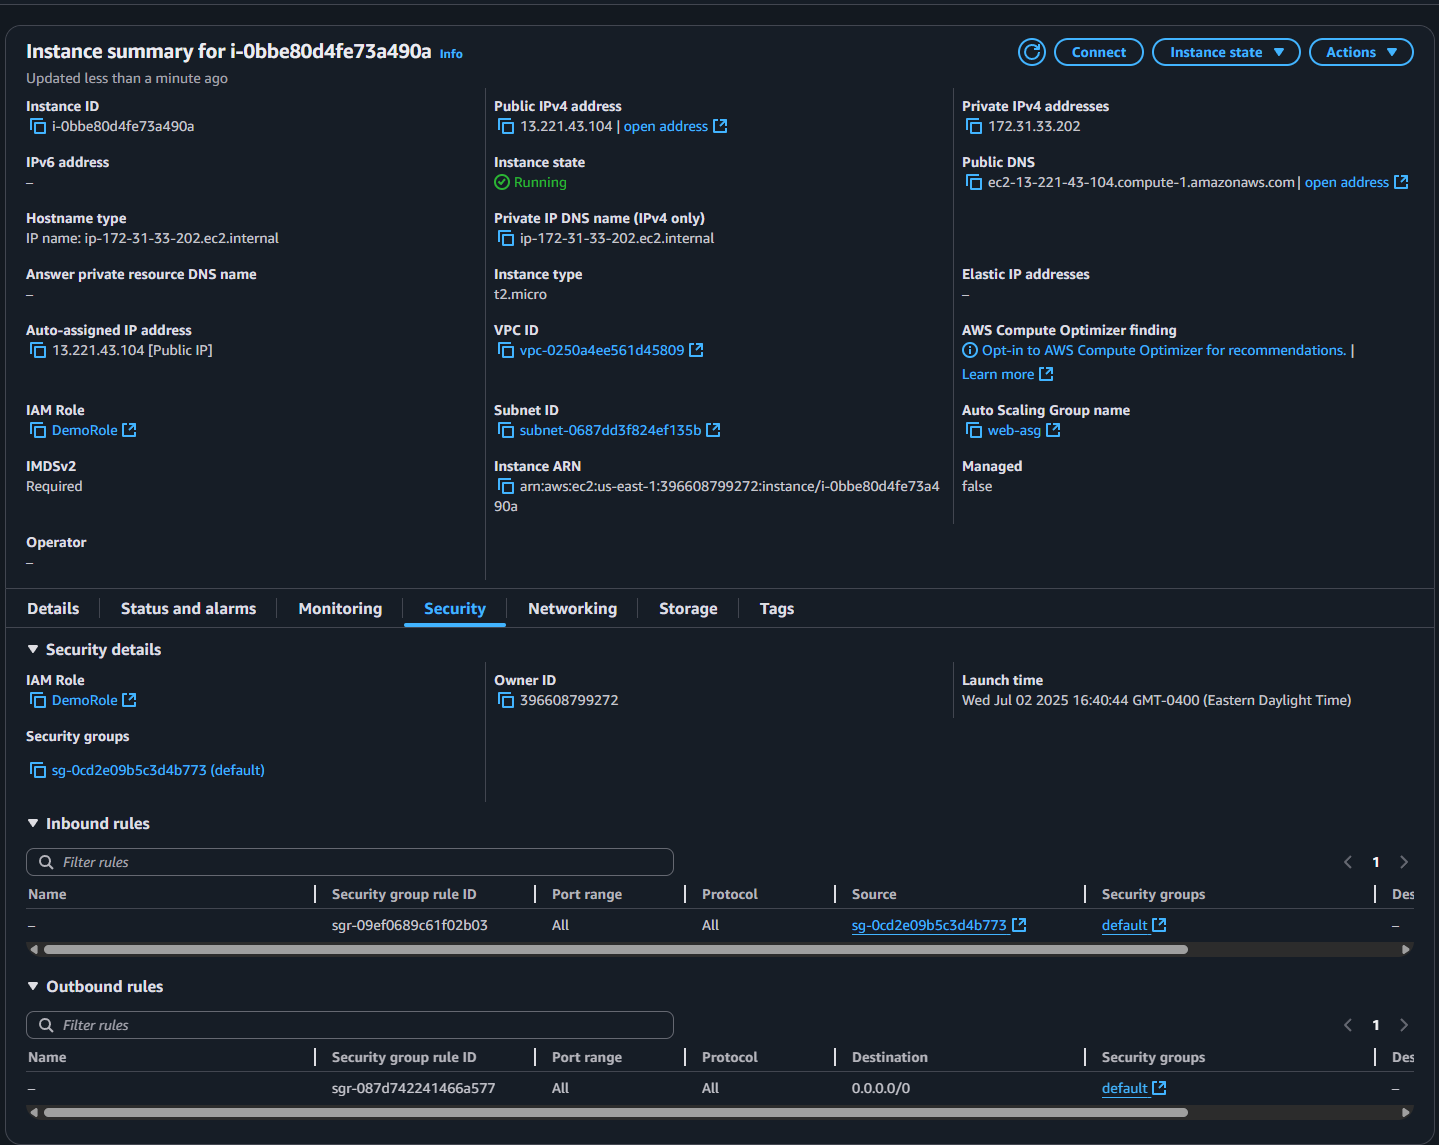 Instance summary for i-0bbe80d4fe73a490a Info
Connect
Instance state
Actions
Updated less than a minute ago
Instance ID
i-0bbe80d4fe73a490a
Public IPv4 address
13.221.43.104 | open address
Private IPv4 addresses
172.31.33.202
IPv6 address
–
Instance state
Running
Public DNS
ec2-13-221-43-104.compute-1.amazonaws.com | open address
Hostname type
IP name: ip-172-31-33-202.ec2.internal
Private IP DNS name (IPv4 only)
ip-172-31-33-202.ec2.internal
Answer private resource DNS name
–
Instance type
t2.micro
Elastic IP addresses
–
Auto-assigned IP address
13.221.43.104 [Public IP]
VPC ID
vpc-0250a4ee561d45809
AWS Compute Optimizer finding
Opt-in to AWS Compute Optimizer for recommendations. |
Learn more
IAM Role
DemoRole
Subnet ID
subnet-0687dd3f824ef135b
Auto Scaling Group name
web-asg
IMDSv2
Required
Instance ARN
arn:aws:ec2:us-east-1:396608799272:instance/i-0bbe80d4fe73a4
90a
Managed
false
Operator
–
Details
Status and alarms
Monitoring
Security
Networking
Storage
Tags
Security details
IAM Role
DemoRole
Owner ID
396608799272
Launch time
Wed Jul 02 2025 16:40:44 GMT-0400 (Eastern Daylight Time)
Security groups
sg-0cd2e09b5c3d4b773 (default)
Inbound rules
Filter rules
1
Name | Security group rule ID | Port range | Protocol | Source | Security groups | Des
– sgr-09ef0689c61f02b03 All All sg-0cd2e09b5c3d4b773 default –
Outbound rules
Filter rules
1
Name | Security group rule ID | Port range | Protocol | Destination | Security groups | Des
– sgr-087d742241466a577 All All 0.0.0.0/0 default –